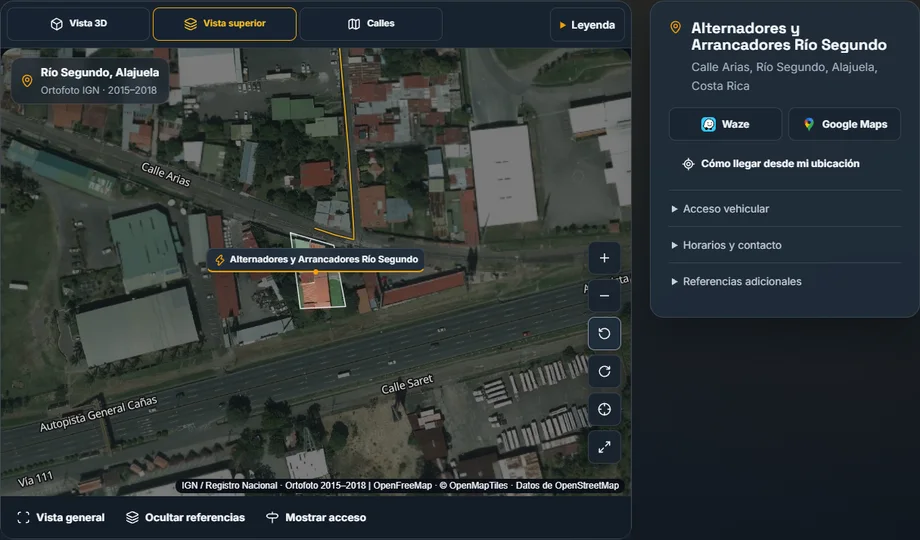 Vista 3D
Vista superior
Calles
Leyenda
Río Segundo, Alajuela
Ortofoto IGN · 2015–2018
Calle Arias
Alternadores y Arrancadores Río Segundo
Calle Saret
Autopista General Cañas
Vía 111
IGN / Registro Nacional · Ortofoto 2015–2018 | OpenFreeMap · © OpenMapTiles · Datos de OpenStreetMap
Vista general
Ocultar referencias
Mostrar acceso
Alternadores y
Arrancadores Río Segundo
Calle Arias, Río Segundo, Alajuela,
Costa Rica
Waze
Google Maps
Cómo llegar desde mi ubicación
Acceso vehicular
Horarios y contacto
Referencias adicionales